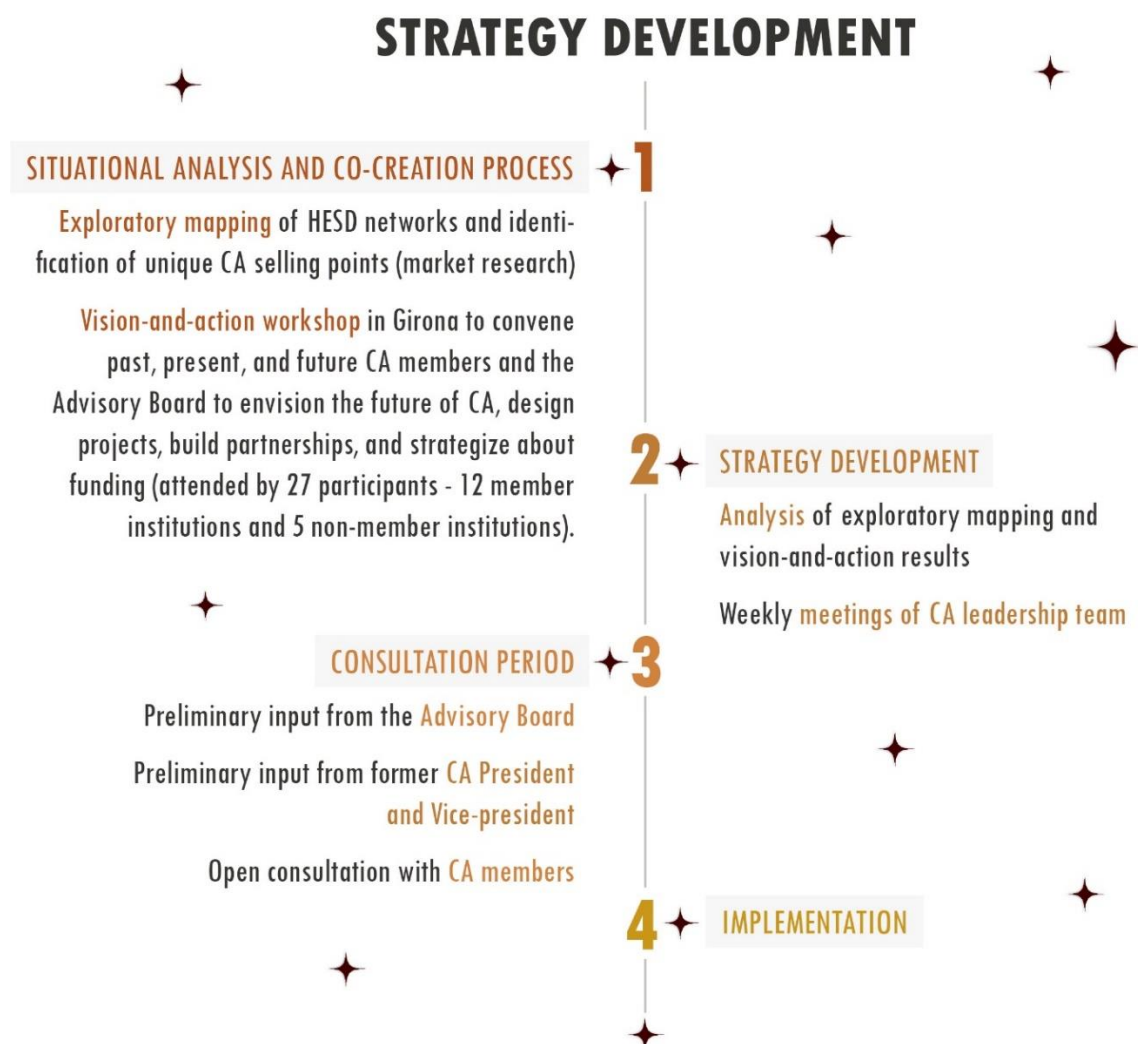 STRATEGY DEVELOPMENT
1
SITUATIONAL ANALYSIS AND CO-CREATION PROCESS
Exploratory mapping of HESD networks and identi-
fication of unique CA selling points (market research)
Vision-and-action workshop in Girona to convene
past, present, and future CA members and the
Advisory Board to envision the future of CA, design
projects, build partnerships, and strategize about
funding (attended by 27 participants - 12 member
institutions and 5 non-member institutions).
2
STRATEGY DEVELOPMENT
Analysis of exploratory mapping and
vision-and-action results
Weekly meetings of CA leadership team
3
CONSULTATION PERIOD
Preliminary input from the Advisory Board
Preliminary input from former CA President
and Vice-president
Open consultation with CA members
4
IMPLEMENTATION